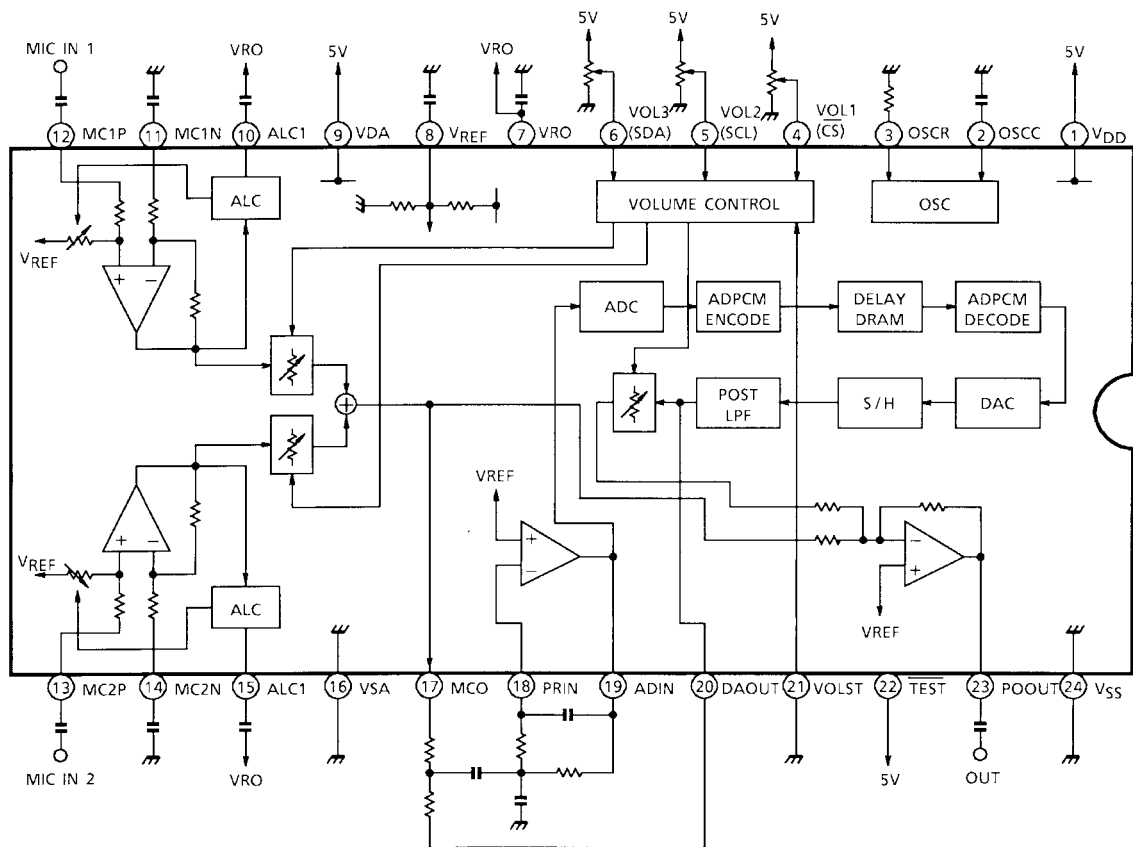 5V
5V
5V
5V
5V
MIC IN 1
VRO
VRO
12
MC1P
11
MC1N
10
ALC1
9
VDA
8
VREF
7
VRO
6
VOL3
(SDA)
5
VOL2
(SCL)
4
VOL1
(CS)
3
OSCR
2
OSCC
1
VDD
ALC
VOLUME CONTROL
OSC
VREF
+
−
ADC
ADPCM
ENCODE
DELAY
DRAM
ADPCM
DECODE
POST
LPF
S/H
DAC
+
VREF
+
−
−
+
VREF
+
−
VREF
ALC
13
MC2P
14
MC2N
15
ALC1
16
VSA
17
MCO
18
PRIN
19
ADIN
20
DAOUT
21
VOLST
22
TEST
23
POOUT
24
VSS
MIC IN 2
VRO
5V
OUT